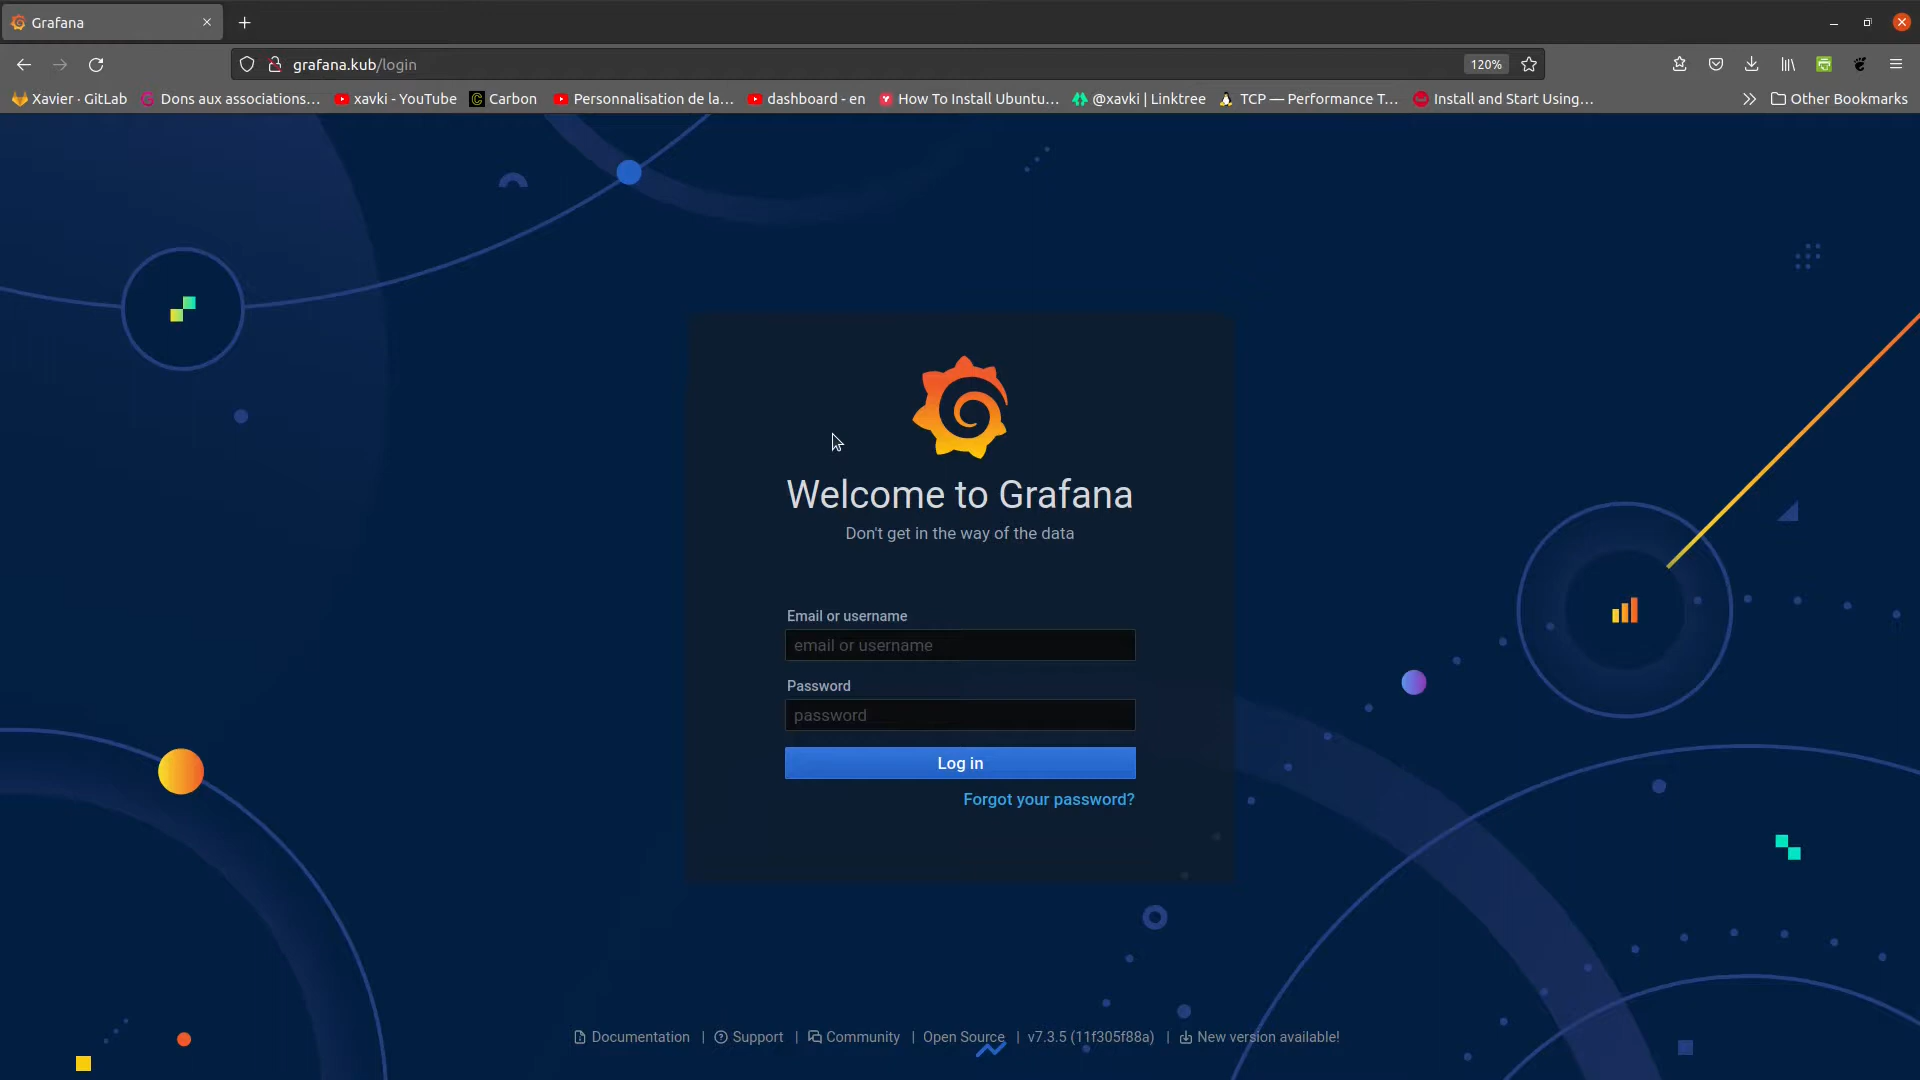 Grafana
grafana.kub/login
120%
Xavier · GitLab
Dons aux associations…
xavki - YouTube
Carbon
Personnalisation de la…
dashboard - en
How To Install Ubuntu…
@xavki | Linktree
TCP — Performance T…
Install and Start Using…
Other Bookmarks
Welcome to Grafana
Don't get in the way of the data
Email or username
email or username
Password
password
Log in
Forgot your password?
Documentation | Support | Community | Open Source | v7.3.5 (11f305f88a) | New version available!